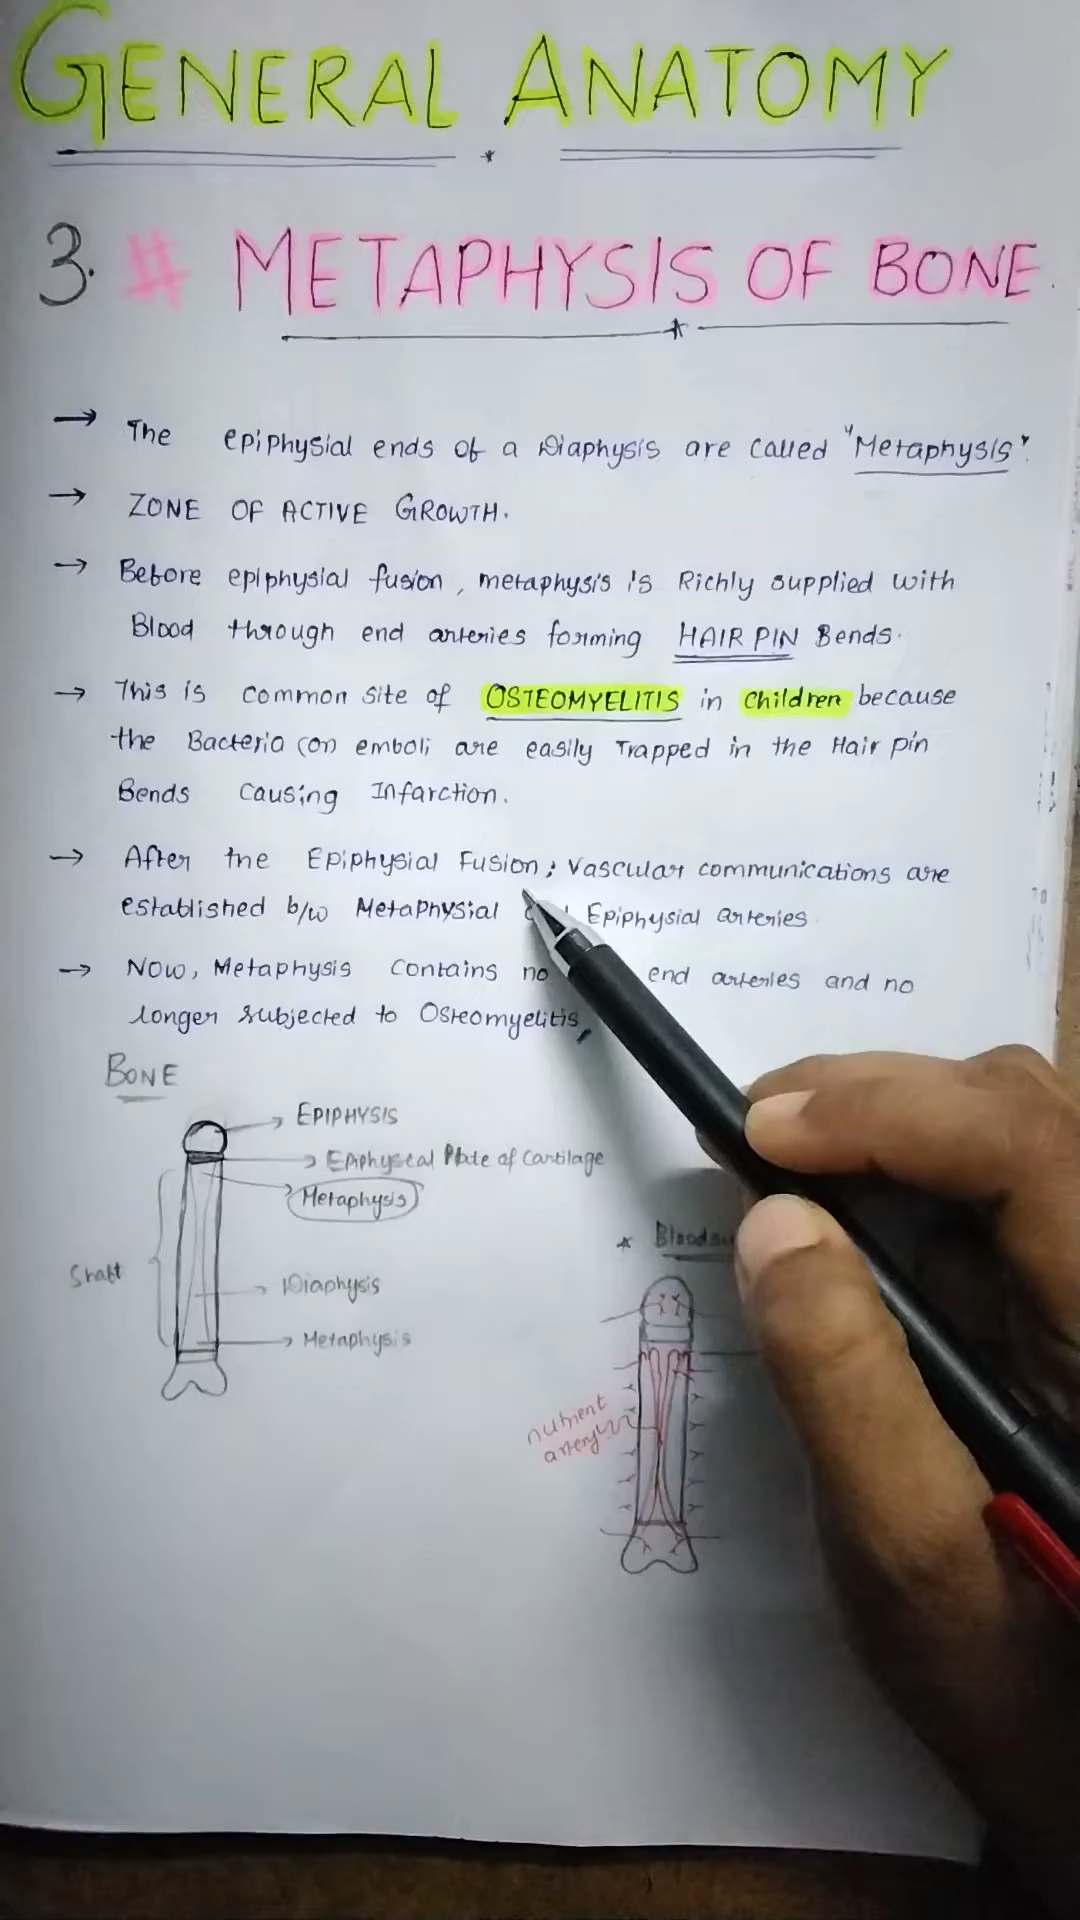 GENERAL ANATOMY
3. # METAPHYSIS OF BONE.
→ The epiphysial ends of a Diaphysis are called "Metaphysis".
→ ZONE OF ACTIVE GROWTH.
→ Before epiphysial fusion, metaphysis is Richly supplied with
Blood through end arteries forming HAIR PIN Bends.
→ This is common site of OSTEOMYELITIS in children because
the Bacteria (or) emboli are easily Trapped in the Hair pin
Bends causing Infarction.
→ After the Epiphysial Fusion; Vascular communications are
established b/w Metaphysial Epiphysial arteries.
→ Now, Metaphysis contains no end arteries and no
longer subjected to Osteomyelitis,
BONE
→ EPIPHYSIS
→ Epiphyseal Plate of Cartilage
→ Metaphysis
Shaft
→ Diaphysis
→ Metaphysis
* Blood
nutrient
artery